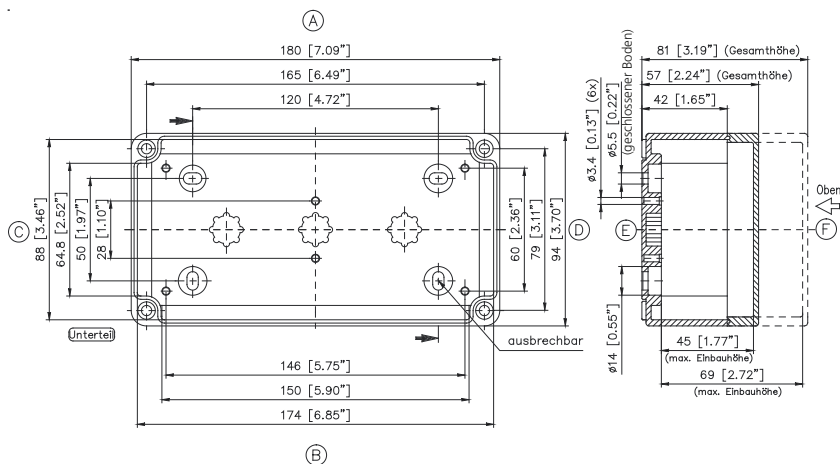 A
180 [7.09”]
165 [6.49”]
120 [4.72”]
81 [3.19”] (Gesamthöhe)
57 [2.24”] (Gesamthöhe)
42 [1.65”]
ø3.4 [0.13”] (6x)
ø5.5 [0.22”]
(geschlossener Boden)
Oben
C
88 [3.46”]
64.8 [2.52”]
50 [1.97”]
28 [1.10”]
60 [2.36”]
79 [3.11”]
94 [3.70”]
D
E
F
Unterteil
ausbrechbar
ø14 [0.55”]
45 [1.77”]
(max. Einbauhöhe)
69 [2.72”]
(max. Einbauhöhe)
146 [5.75”]
150 [5.90”]
174 [6.85”]
B